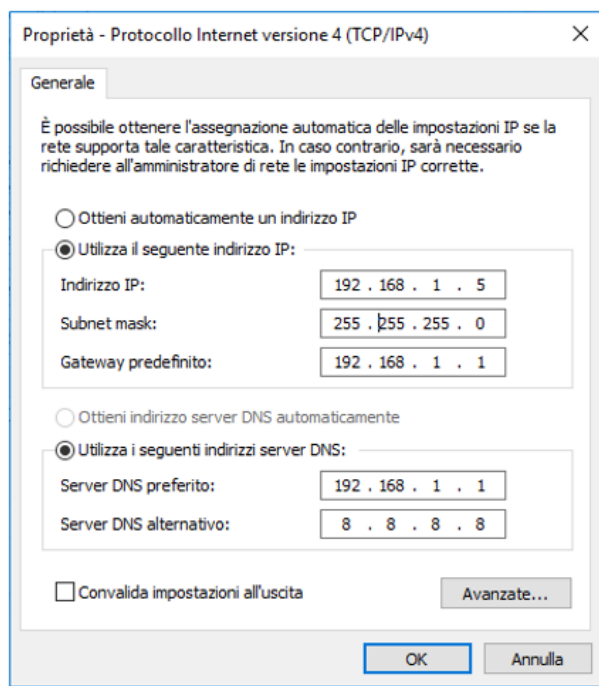 Proprietà - Protocollo Internet versione 4 (TCP/IPv4)
Generale
È possibile ottenere l'assegnazione automatica delle impostazioni IP se la
rete supporta tale caratteristica. In caso contrario, sarà necessario
richiedere all'amministratore di rete le impostazioni IP corrette.
Ottieni automaticamente un indirizzo IP
Utilizza il seguente indirizzo IP:
Indirizzo IP: 192 . 168 . 1 . 5
Subnet mask: 255 . 255 . 255 . 0
Gateway predefinito: 192 . 168 . 1 . 1
Ottieni indirizzo server DNS automaticamente
Utilizza i seguenti indirizzi server DNS:
Server DNS preferito: 192 . 168 . 1 . 1
Server DNS alternativo: 8 . 8 . 8 . 8
Convalida impostazioni all'uscita Avanzate...
OK Annulla